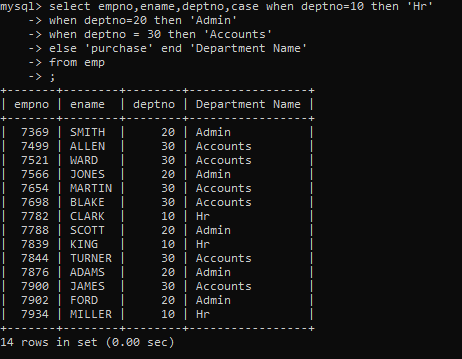 mysql> select empno,ename,deptno,case when deptno=10 then 'Hr'
    -> when deptno=20 then 'Admin'
    -> when deptno = 30 then 'Accounts'
    -> else 'purchase' end 'Department Name'
    -> from emp
    -> ;
+-------+--------+--------+-----------------+
| empno | ename  | deptno | Department Name |
+-------+--------+--------+-----------------+
|  7369 | SMITH  |     20 | Admin           |
|  7499 | ALLEN  |     30 | Accounts        |
|  7521 | WARD   |     30 | Accounts        |
|  7566 | JONES  |     20 | Admin           |
|  7654 | MARTIN |     30 | Accounts        |
|  7698 | BLAKE  |     30 | Accounts        |
|  7782 | CLARK  |     10 | Hr              |
|  7788 | SCOTT  |     20 | Admin           |
|  7839 | KING   |     10 | Hr              |
|  7844 | TURNER |     30 | Accounts        |
|  7876 | ADAMS  |     20 | Admin           |
|  7900 | JAMES  |     30 | Accounts        |
|  7902 | FORD   |     20 | Admin           |
|  7934 | MILLER |     10 | Hr              |
+-------+--------+--------+-----------------+
14 rows in set (0.00 sec)